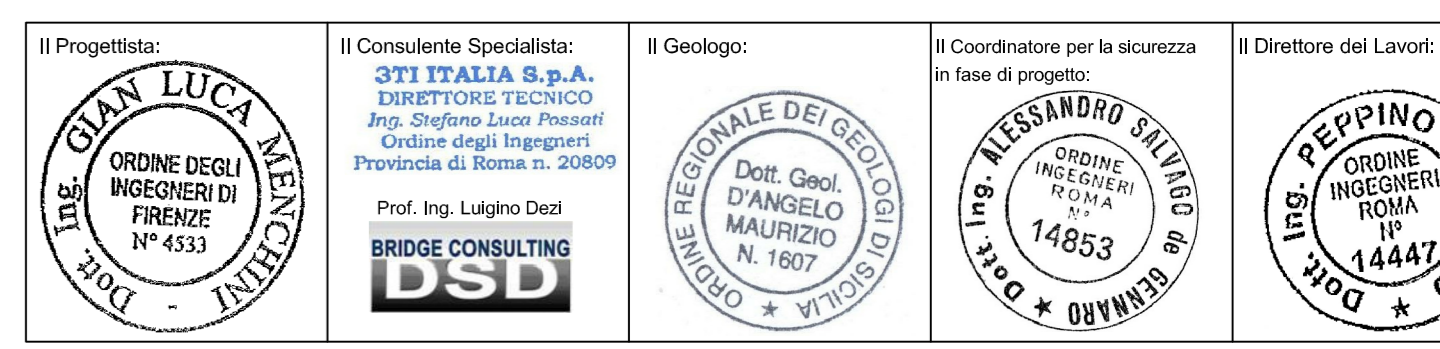 Il Progettista:
Dott. Ing. GIAN LUCA MENCHINI -
ORDINE DEGLI
INGEGNERI DI
FIRENZE
N° 4533
Il Consulente Specialista:
3TI ITALIA S.p.A.
DIRETTORE TECNICO
Ing. Stefano Luca Possati
Ordine degli Ingegneri
Provincia di Roma n. 20809
Prof. Ing. Luigino Dezi
BRIDGE CONSULTING
DSD
Il Geologo:
ORDINE REGIONALE DEI GEOLOGI DI SICILIA ★
Dott. Geol.
D'ANGELO
MAURIZIO
N. 1607
Il Coordinatore per la sicurezza
in fase di progetto:
Dott. Ing. ALESSANDRO SALVAGO de GENNARO ★
ORDINE
INGEGNERI
ROMA
N°
14853
Il Direttore dei Lavori:
Dott. Ing. PEPPINO ★
ORDINE
INGEGNERI
ROMA
N°
14447